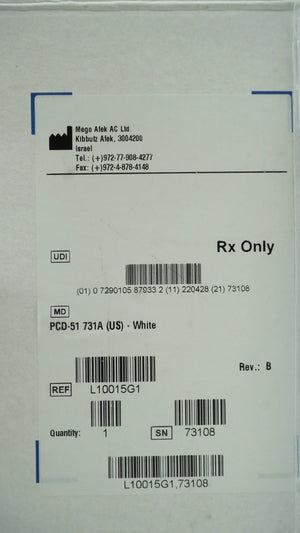 Mego Afek AC Ltd
Kibbutz Afek, 3004200
Israel
Tel.: (+)972-77-908-4277
Fax: (+)972-4-878-4148
Rx Only
UDI
(01) 0 7290105 87933 2 (11) 220428 (21) 73108
MD
PCD-51 731A (US) - White
Rev.: B
REF
L10015G1
Quantity:
1
SN
73108
L10015G1,73108